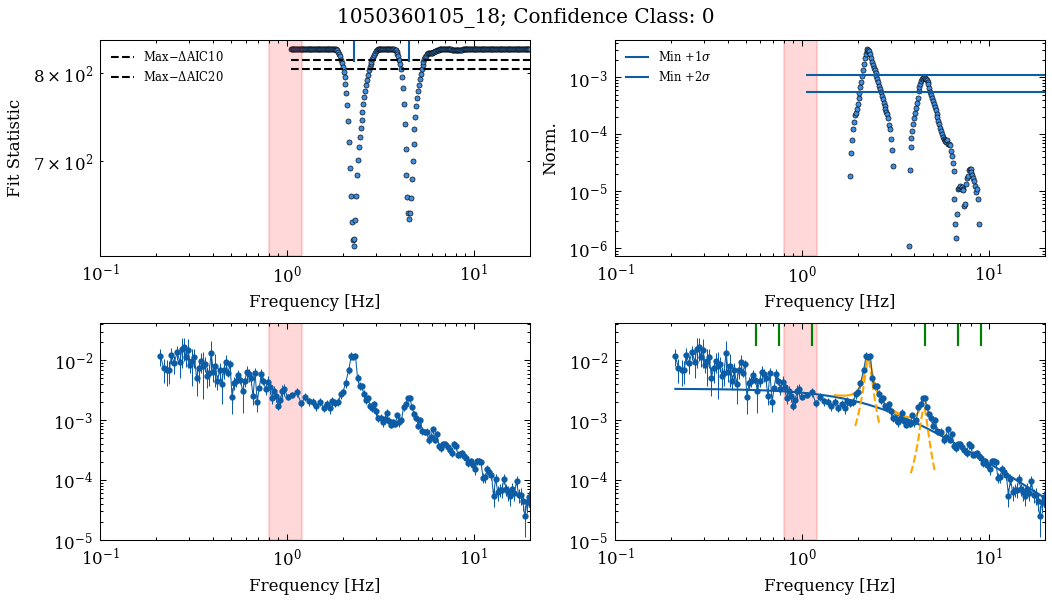 1050360105_18; Confidence Class: 0
Fit Statistic
8 × 10²
7 × 10²
Max−ΔAIC10
Max−ΔAIC20
10⁻¹ 10⁰ 10¹
Frequency [Hz]
Norm.
10⁻³
10⁻⁴
10⁻⁵
10⁻⁶
Min +1σ
Min +2σ
10⁻¹ 10⁰ 10¹
Frequency [Hz]
10⁻²
10⁻³
10⁻⁴
10⁻⁵
10⁻¹ 10⁰ 10¹
Frequency [Hz]
10⁻²
10⁻³
10⁻⁴
10⁻⁵
10⁻¹ 10⁰ 10¹
Frequency [Hz]